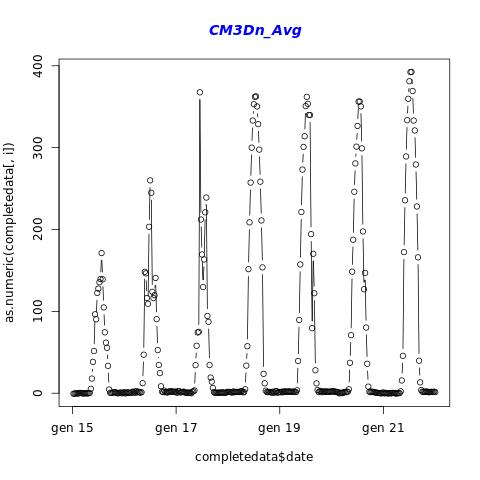 CM3Dn_Avg
as.numeric(completedata[, i])
400
300
200
100
0
gen 15
gen 17
gen 19
gen 21
completedata$date